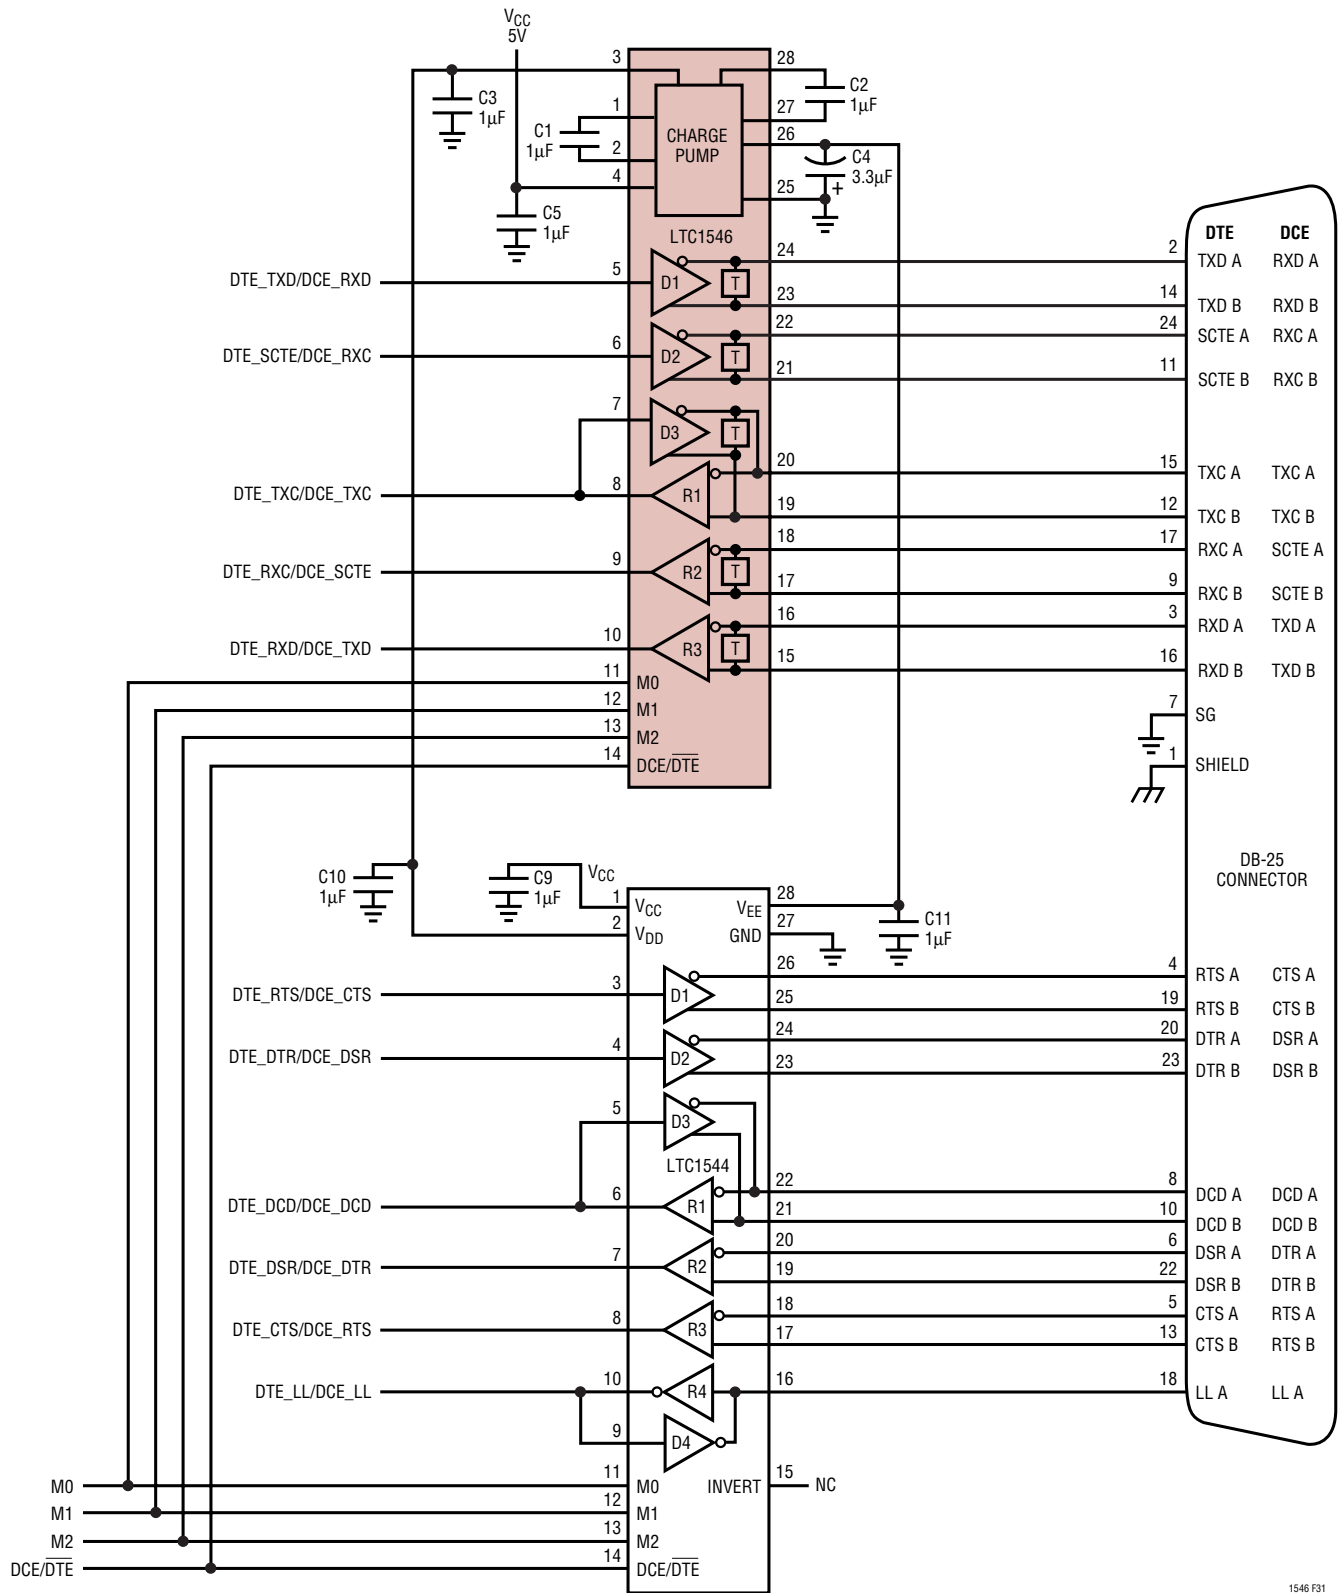 VCC
5V
3
28
C3
1µF
C2
1µF
1
27
C1
1µF
CHARGE
PUMP
26
2
C4
3.3µF
+
4
25
C5
1µF
LTC1546
DTE DCE
DTE_TXD/DCE_RXD 5 D1 T 24 2 TXD A RXD A
23 14 TXD B RXD B
DTE_SCTE/DCE_RXC 6 D2 T 22 24 SCTE A RXC A
21 11 SCTE B RXC B
7 D3 T
20 15 TXC A TXC A
DTE_TXC/DCE_TXC 8 R1
19 12 TXC B TXC B
18 17 RXC A SCTE A
DTE_RXC/DCE_SCTE 9 R2 T
17 9 RXC B SCTE B
16 3 RXD A TXD A
DTE_RXD/DCE_TXD 10 R3 T
15 16 RXD B TXD B
11 M0
12 M1
13 M2
14 DCE/DTE
7 SG
1 SHIELD
DB-25
CONNECTOR
C10
1µF
C9
1µF
VCC
1 VCC
2 VDD
VEE 28
GND 27
C11
1µF
26 4 RTS A CTS A
DTE_RTS/DCE_CTS 3 D1
25 19 RTS B CTS B
24 20 DTR A DSR A
DTE_DTR/DCE_DSR 4 D2
23 23 DTR B DSR B
5 D3
LTC1544
22 8 DCD A DCD A
DTE_DCD/DCE_DCD 6 R1
21 10 DCD B DCD B
20 6 DSR A DTR A
DTE_DSR/DCE_DTR 7 R2
19 22 DSR B DTR B
18 5 CTS A RTS A
DTE_CTS/DCE_RTS 8 R3
17 13 CTS B RTS B
DTE_LL/DCE_LL 10 R4 16 18 LL A LL A
9 D4
M0 11 M0 INVERT 15 NC
M1 12 M1
M2 13 M2
DCE/DTE 14 DCE/DTE
1546 F31